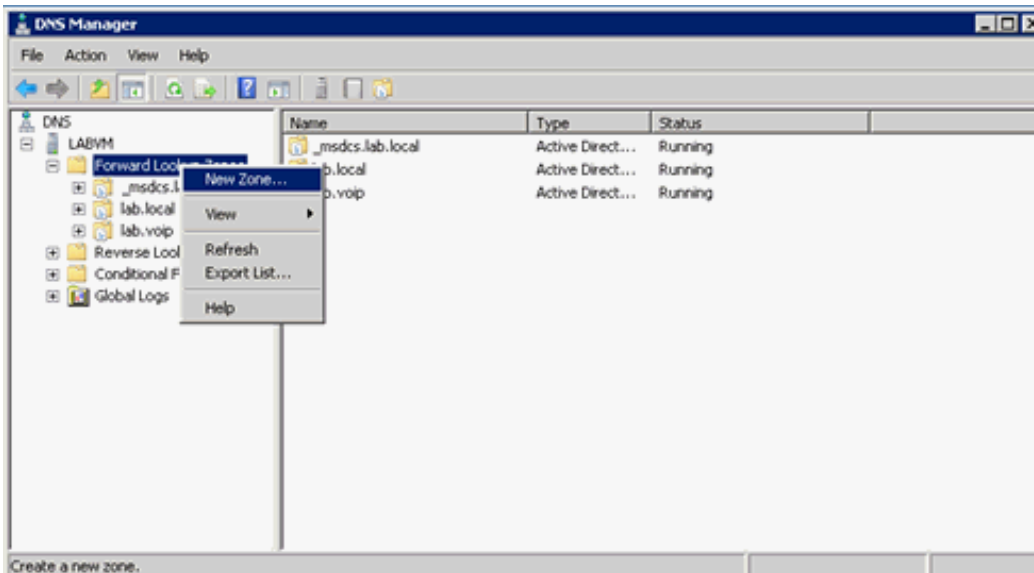 DNS Manager
File Action View Help
DNS
LABVM
Forward Lookup Zones
_msdcs.l
lab.local
lab.voip
Reverse Lool
Conditional F
Global Logs
New Zone...
View
Refresh
Export List...
Help
Name Type Status
_msdcs.lab.local Active Direct... Running
b.local Active Direct... Running
b.voip Active Direct... Running
Create a new zone.